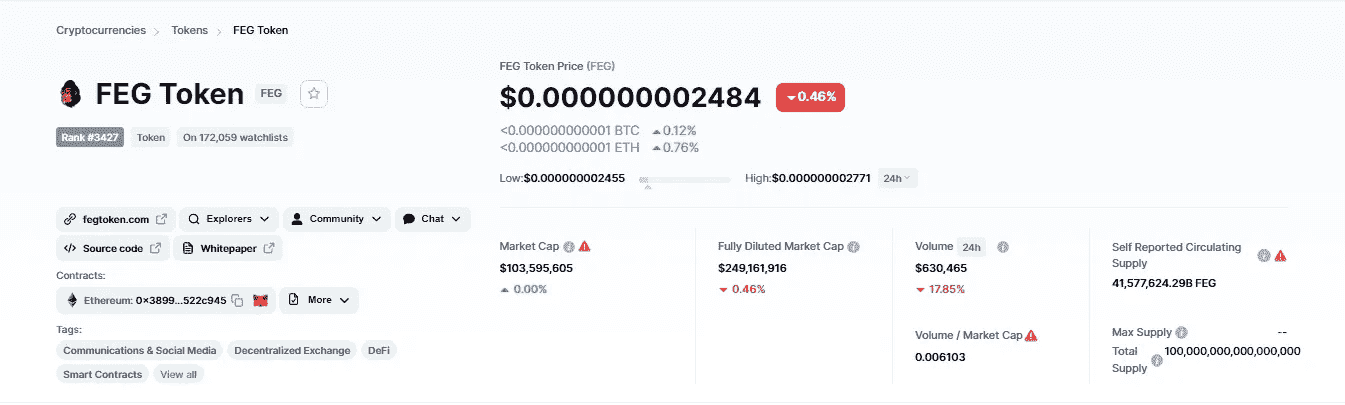 Cryptocurrencies > Tokens > FEG Token
FEG Token FEG
Rank #3427 Token On 172,059 watchlists
fegtoken.com Explorers Community Chat
Source code Whitepaper
Contracts:
Ethereum: 0x3899...522c945 More
Tags:
Communications & Social Media Decentralized Exchange DeFi
Smart Contracts View all
FEG Token Price (FEG)
$0.000000002484 0.46%
<0.000000000001 BTC 0.12%
<0.000000000001 ETH 0.76%
Low:$0.000000002455 High:$0.000000002771 24h
Market Cap
$103,595,605
0.00%
Fully Diluted Market Cap
$249,161,916
0.46%
Volume 24h
$630,465
17.85%
Volume / Market Cap
0.006103
Self Reported Circulating
Supply
41,577,624.29B FEG
Max Supply --
Total
Supply
100,000,000,000,000,000